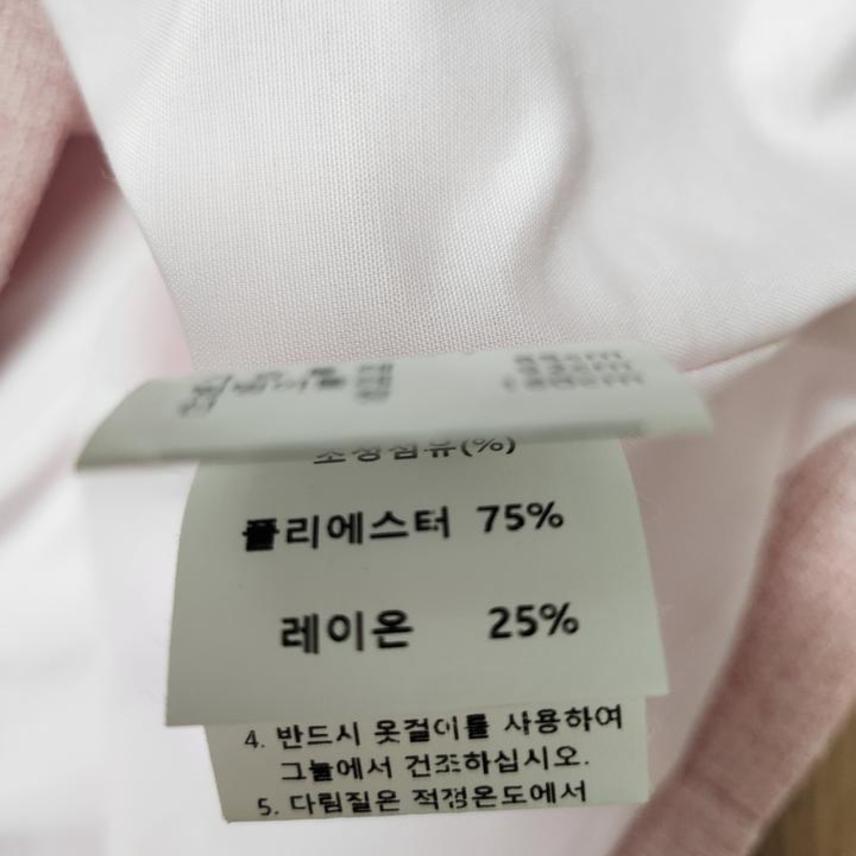 조성섬유(%)
폴리에스터 75%
레이온 25%
4. 반드시 옷걸이를 사용하여
그늘에서 건조하십시오.
5. 다림질은 적정온도에서